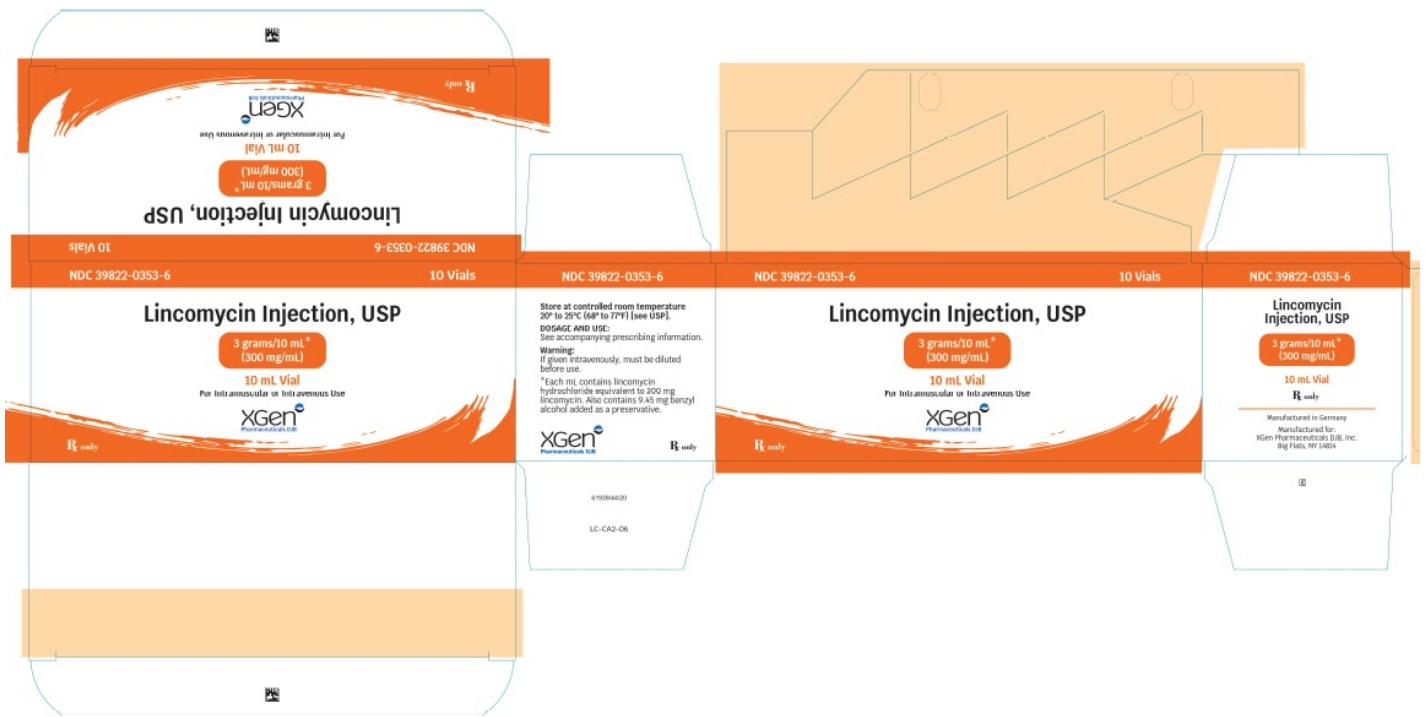 Rx only
XGen
Pharmaceuticals DJB
For Intramuscular or Intravenous Use
10 mL Vial
3 grams/10 mL*
(300 mg/mL)
Lincomycin Injection, USP
NDC 39822-0353-6 10 Vials
NDC 39822-0353-6 10 Vials
Lincomycin Injection, USP
3 grams/10 mL*
(300 mg/mL)
10 mL Vial
For Intramuscular or Intravenous Use
XGen
Pharmaceuticals DJB
Rx only
NDC 39822-0353-6
Store at controlled room temperature
20° to 25°C (68° to 77°F) [see USP].
DOSAGE AND USE:
See accompanying prescribing information.
Warning:
If given intravenously, must be diluted
before use.
*Each mL contains lincomycin
hydrochloride equivalent to 300 mg
lincomycin. Also contains 9.45 mg benzyl
alcohol added as a preservative.
XGen
Pharmaceuticals DJB
Rx only
LC-CA2-06
NDC 39822-0353-6 10 Vials
Lincomycin Injection, USP
3 grams/10 mL*
(300 mg/mL)
10 mL Vial
For Intramuscular or Intravenous Use
XGen
Pharmaceuticals DJB
Rx only
NDC 39822-0353-6
Lincomycin
Injection, USP
3 grams/10 mL*
(300 mg/mL)
10 mL Vial
Rx only
Manufactured in Germany
Manufactured for:
XGen Pharmaceuticals DJB, Inc.
Big Flats, NY 14814